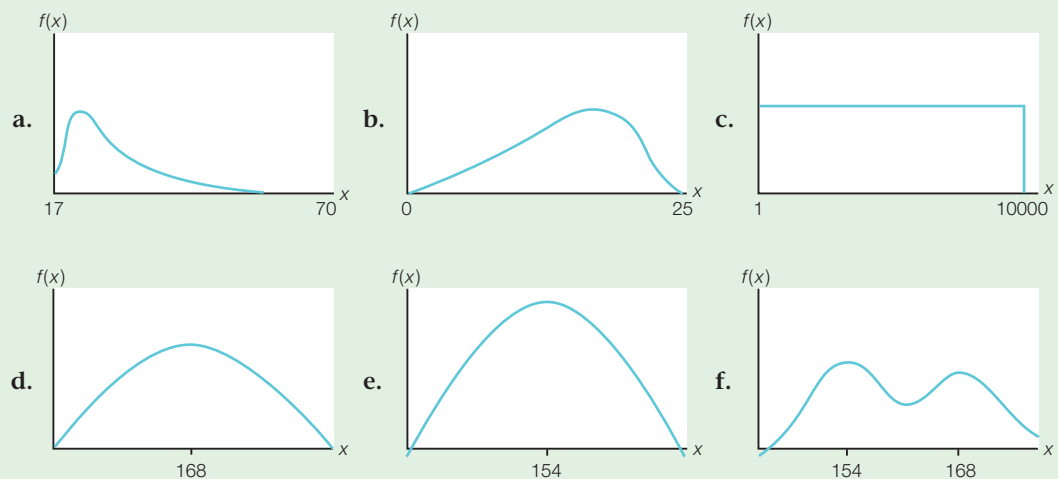 f(x) f(x) f(x)
a. b. c.
x x x
17 70 0 25 1 10000
f(x) f(x) f(x)
d. e. f.
x x x
168 154 154 168